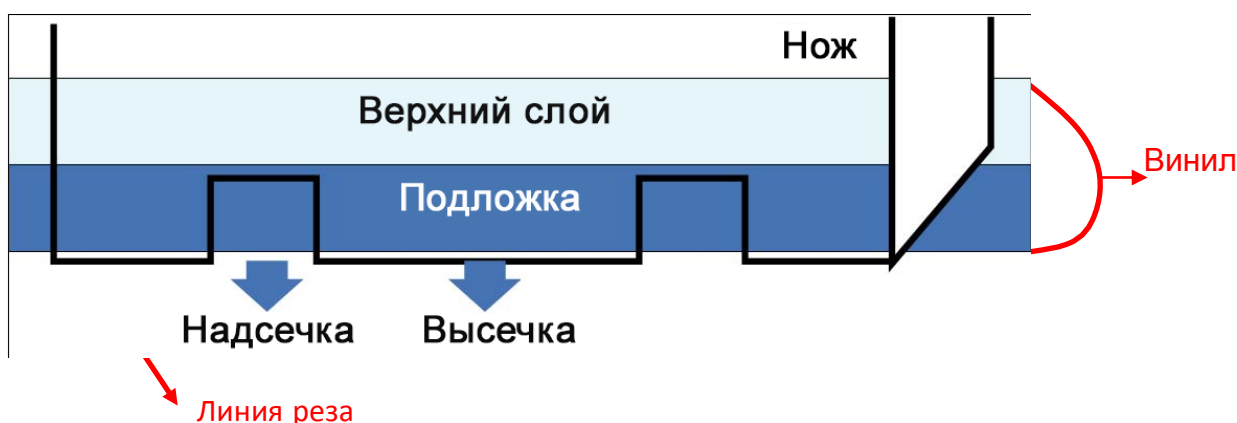 Нож
Верхний слой
Винил
Подложка
Надсечка
Высечка
Линия реза